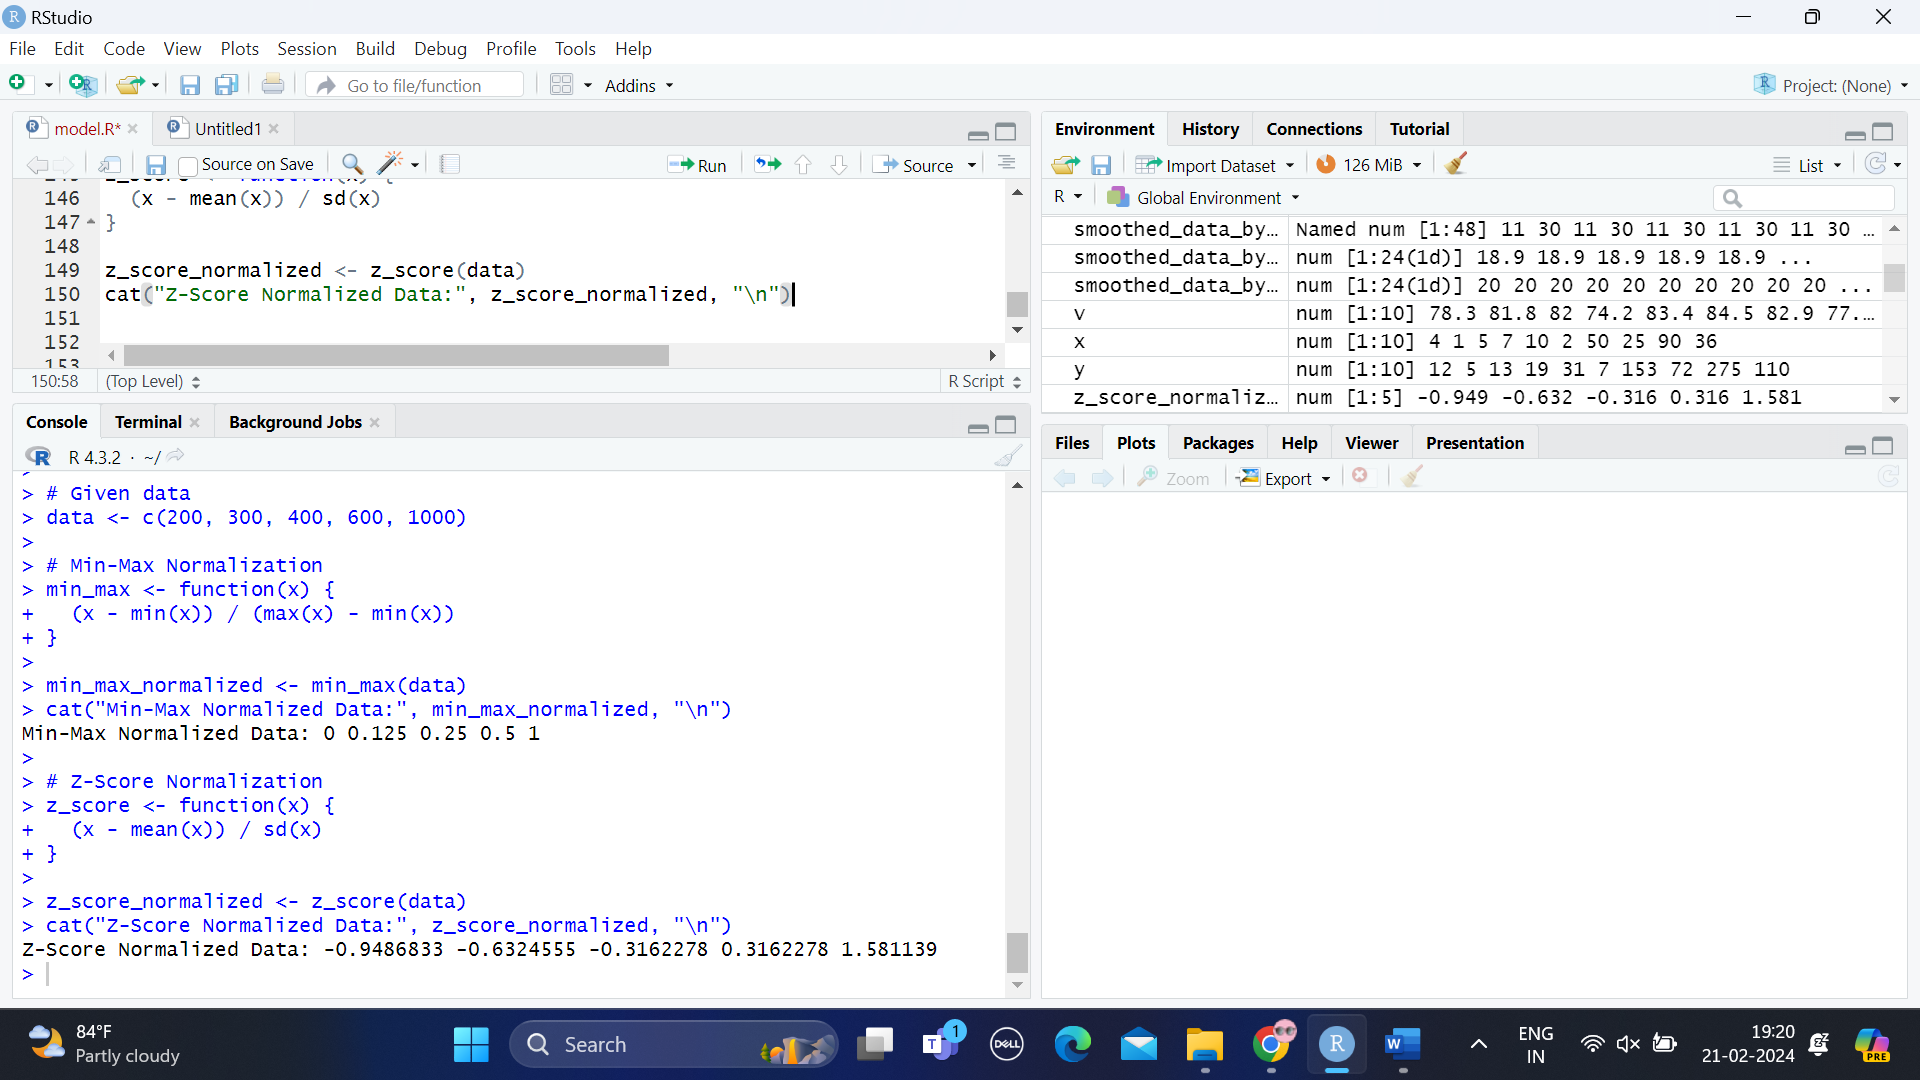 RStudio
File Edit Code View Plots Session Build Debug Profile Tools Help
Go to file/function Addins Project: (None)
model.R* Untitled1
Source on Save Run Source
146 (x - mean(x)) / sd(x)
147 }
148
149 z_score_normalized <- z_score(data)
150 cat("Z-Score Normalized Data:", z_score_normalized, "\n")
151
152
153
150:58 (Top Level) R Script
Console Terminal Background Jobs
R 4.3.2 · ~/
> # Given data
> data <- c(200, 300, 400, 600, 1000)
>
> # Min-Max Normalization
> min_max <- function(x) {
+   (x - min(x)) / (max(x) - min(x))
+ }
>
> min_max_normalized <- min_max(data)
> cat("Min-Max Normalized Data:", min_max_normalized, "\n")
Min-Max Normalized Data: 0 0.125 0.25 0.5 1
>
> # Z-Score Normalization
> z_score <- function(x) {
+   (x - mean(x)) / sd(x)
+ }
>
> z_score_normalized <- z_score(data)
> cat("Z-Score Normalized Data:", z_score_normalized, "\n")
Z-Score Normalized Data: -0.9486833 -0.6324555 -0.3162278 0.3162278 1.581139
>
Environment History Connections Tutorial
Import Dataset 126 MiB List
R Global Environment
smoothed_data_by… Named num [1:48] 11 30 11 30 11 30 11 30 11 30 …
smoothed_data_by… num [1:24(1d)] 18.9 18.9 18.9 18.9 18.9 ...
smoothed_data_by… num [1:24(1d)] 20 20 20 20 20 20 20 20 20 20 ...
v num [1:10] 78.3 81.8 82 74.2 83.4 84.5 82.9 77.…
x num [1:10] 4 1 5 7 10 2 50 25 90 36
y num [1:10] 12 5 13 19 31 7 153 72 275 110
z_score_normaliz… num [1:5] -0.949 -0.632 -0.316 0.316 1.581
Files Plots Packages Help Viewer Presentation
Zoom Export
84°F
Partly cloudy
Search
1
DELL
ENG
IN
19:20
21-02-2024
PRE